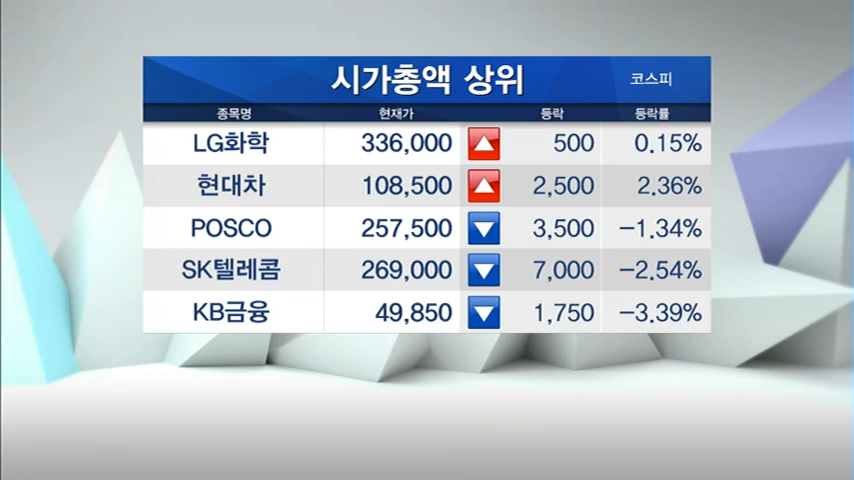 시가총액 상위 코스피
종목명 현재가 등락 등락률
LG화학 336,000 ▲ 500 0.15%
현대차 108,500 ▲ 2,500 2.36%
POSCO 257,500 ▼ 3,500 -1.34%
SK텔레콤 269,000 ▼ 7,000 -2.54%
KB금융 49,850 ▼ 1,750 -3.39%